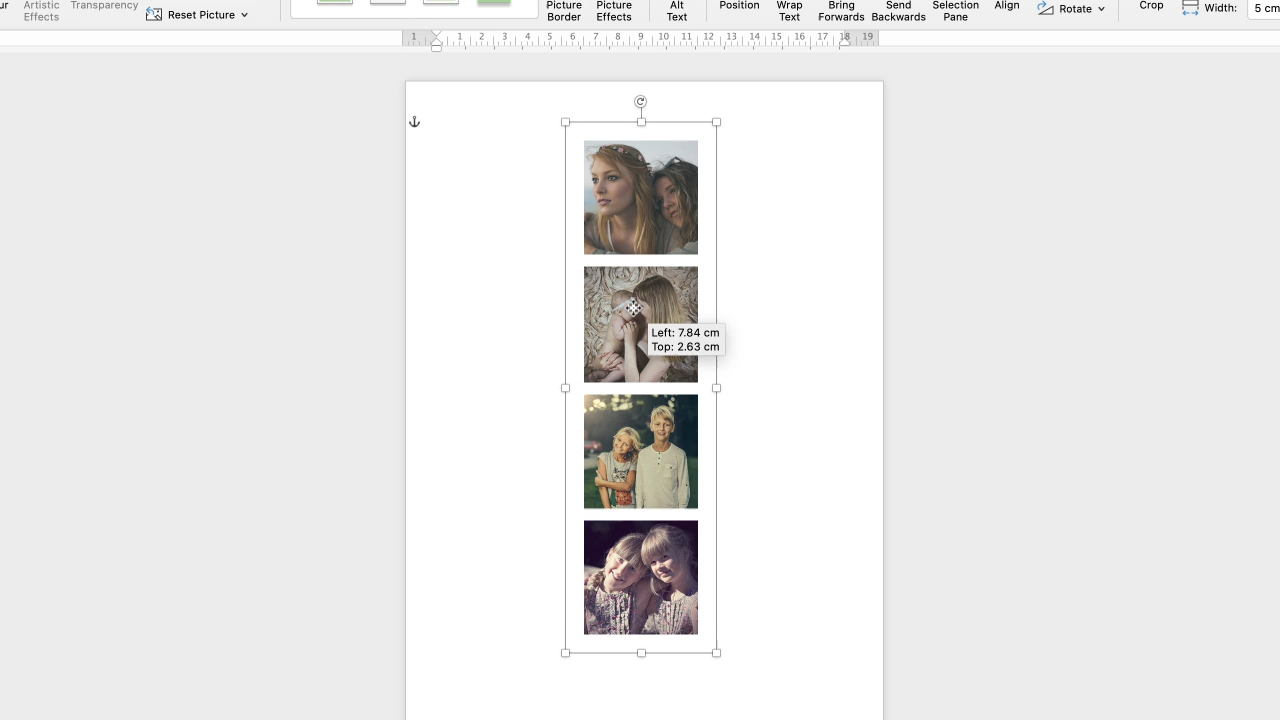 ur Artistic Effects Transparency Reset Picture Picture Border Picture Effects Alt Text Position Wrap Text Bring Forwards Send Backwards Selection Pane Align Rotate Crop Width: 5 cm
1 1 2 3 4 5 6 7 8 9 10 11 12 13 14 15 16 17 18 19
Left: 7.84 cm
Top: 2.63 cm